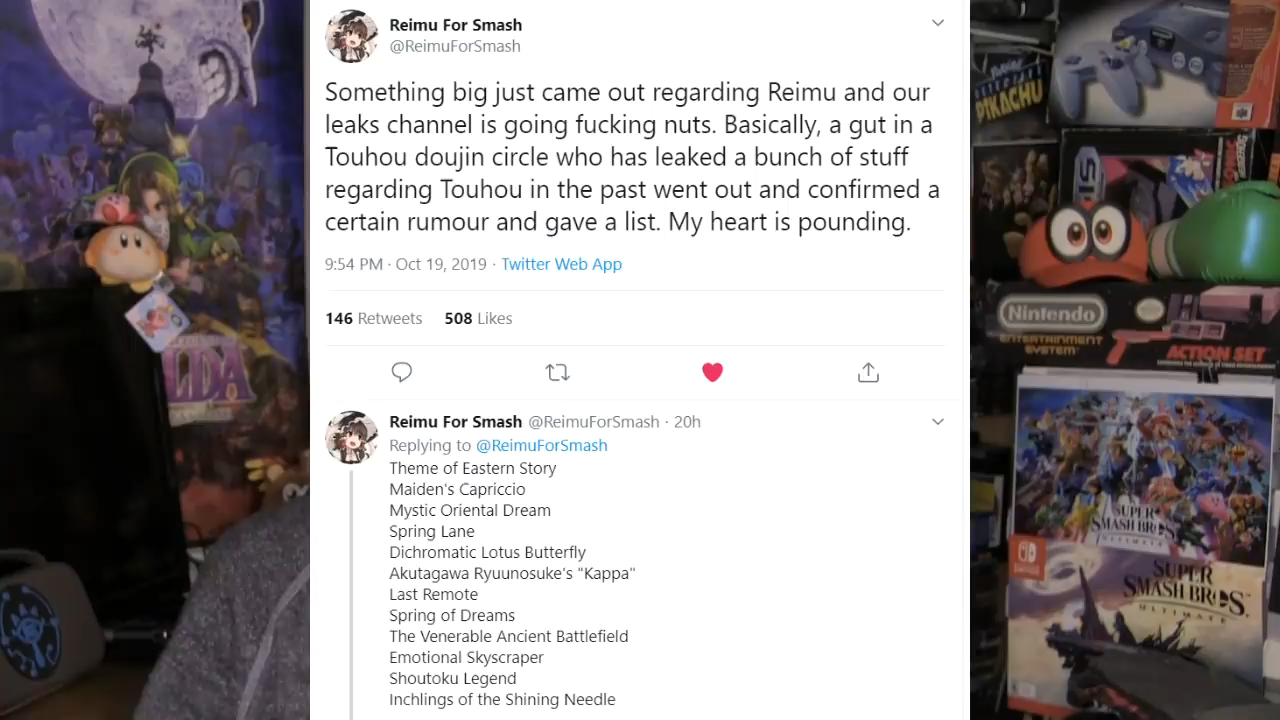 Reimu For Smash
@ReimuForSmash
Something big just came out regarding Reimu and our
leaks channel is going fucking nuts. Basically, a gut in a
Touhou doujin circle who has leaked a bunch of stuff
regarding Touhou in the past went out and confirmed a
certain rumour and gave a list. My heart is pounding.
9:54 PM · Oct 19, 2019 · Twitter Web App
146 Retweets 508 Likes
Reimu For Smash @ReimuForSmash · 20h
Replying to @ReimuForSmash
Theme of Eastern Story
Maiden's Capriccio
Mystic Oriental Dream
Spring Lane
Dichromatic Lotus Butterfly
Akutagawa Ryuunosuke's "Kappa"
Last Remote
Spring of Dreams
The Venerable Ancient Battlefield
Emotional Skyscraper
Shoutoku Legend
Inchlings of the Shining Needle
LDA
PIKACHU
Nintendo
ENTERTAINMENT
SYSTEM
ACTION SET
SUPER
SMASH BROS.
ULTIMATE
SUPER
SMASH BROS.
ULTIMATE